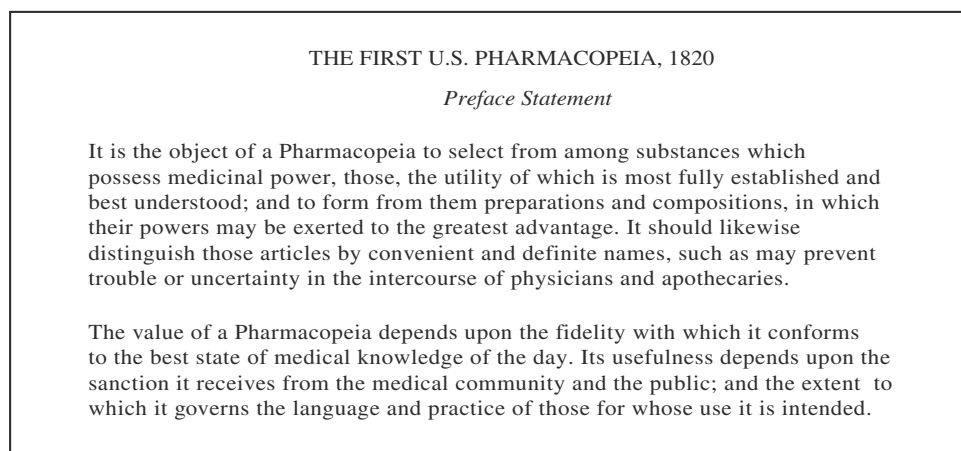 THE FIRST U.S. PHARMACOPEIA, 1820
Preface Statement
It is the object of a Pharmacopeia to select from among substances which
possess medicinal power, those, the utility of which is most fully established and
best understood; and to form from them preparations and compositions, in which
their powers may be exerted to the greatest advantage. It should likewise
distinguish those articles by convenient and definite names, such as may prevent
trouble or uncertainty in the intercourse of physicians and apothecaries.
The value of a Pharmacopeia depends upon the fidelity with which it conforms
to the best state of medical knowledge of the day. Its usefulness depends upon the
sanction it receives from the medical community and the public; and the extent to
which it governs the language and practice of those for whose use it is intended.